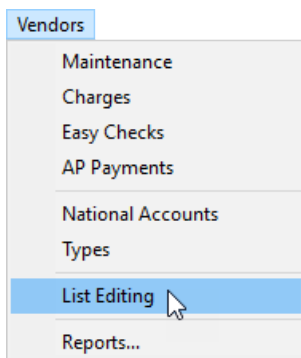 Vendors
Maintenance
Charges
Easy Checks
AP Payments
National Accounts
Types
List Editing
Reports...